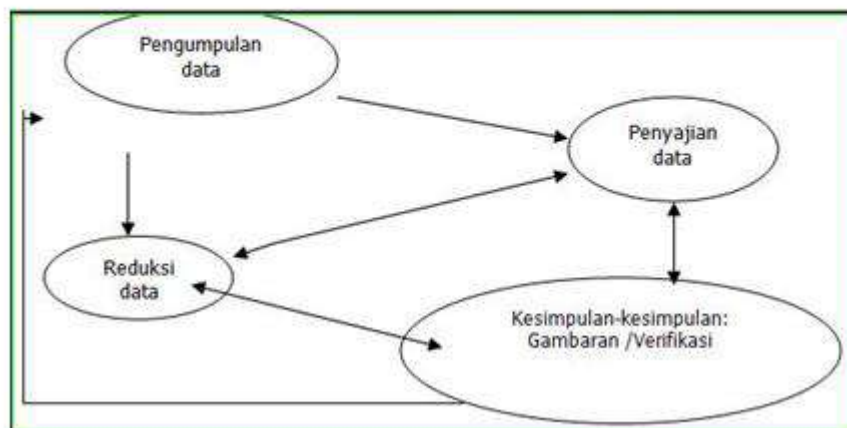 Pengumpulan
data
Penyajian
data
Reduksi
data
Kesimpulan-kesimpulan:
Gambaran /Verifikasi